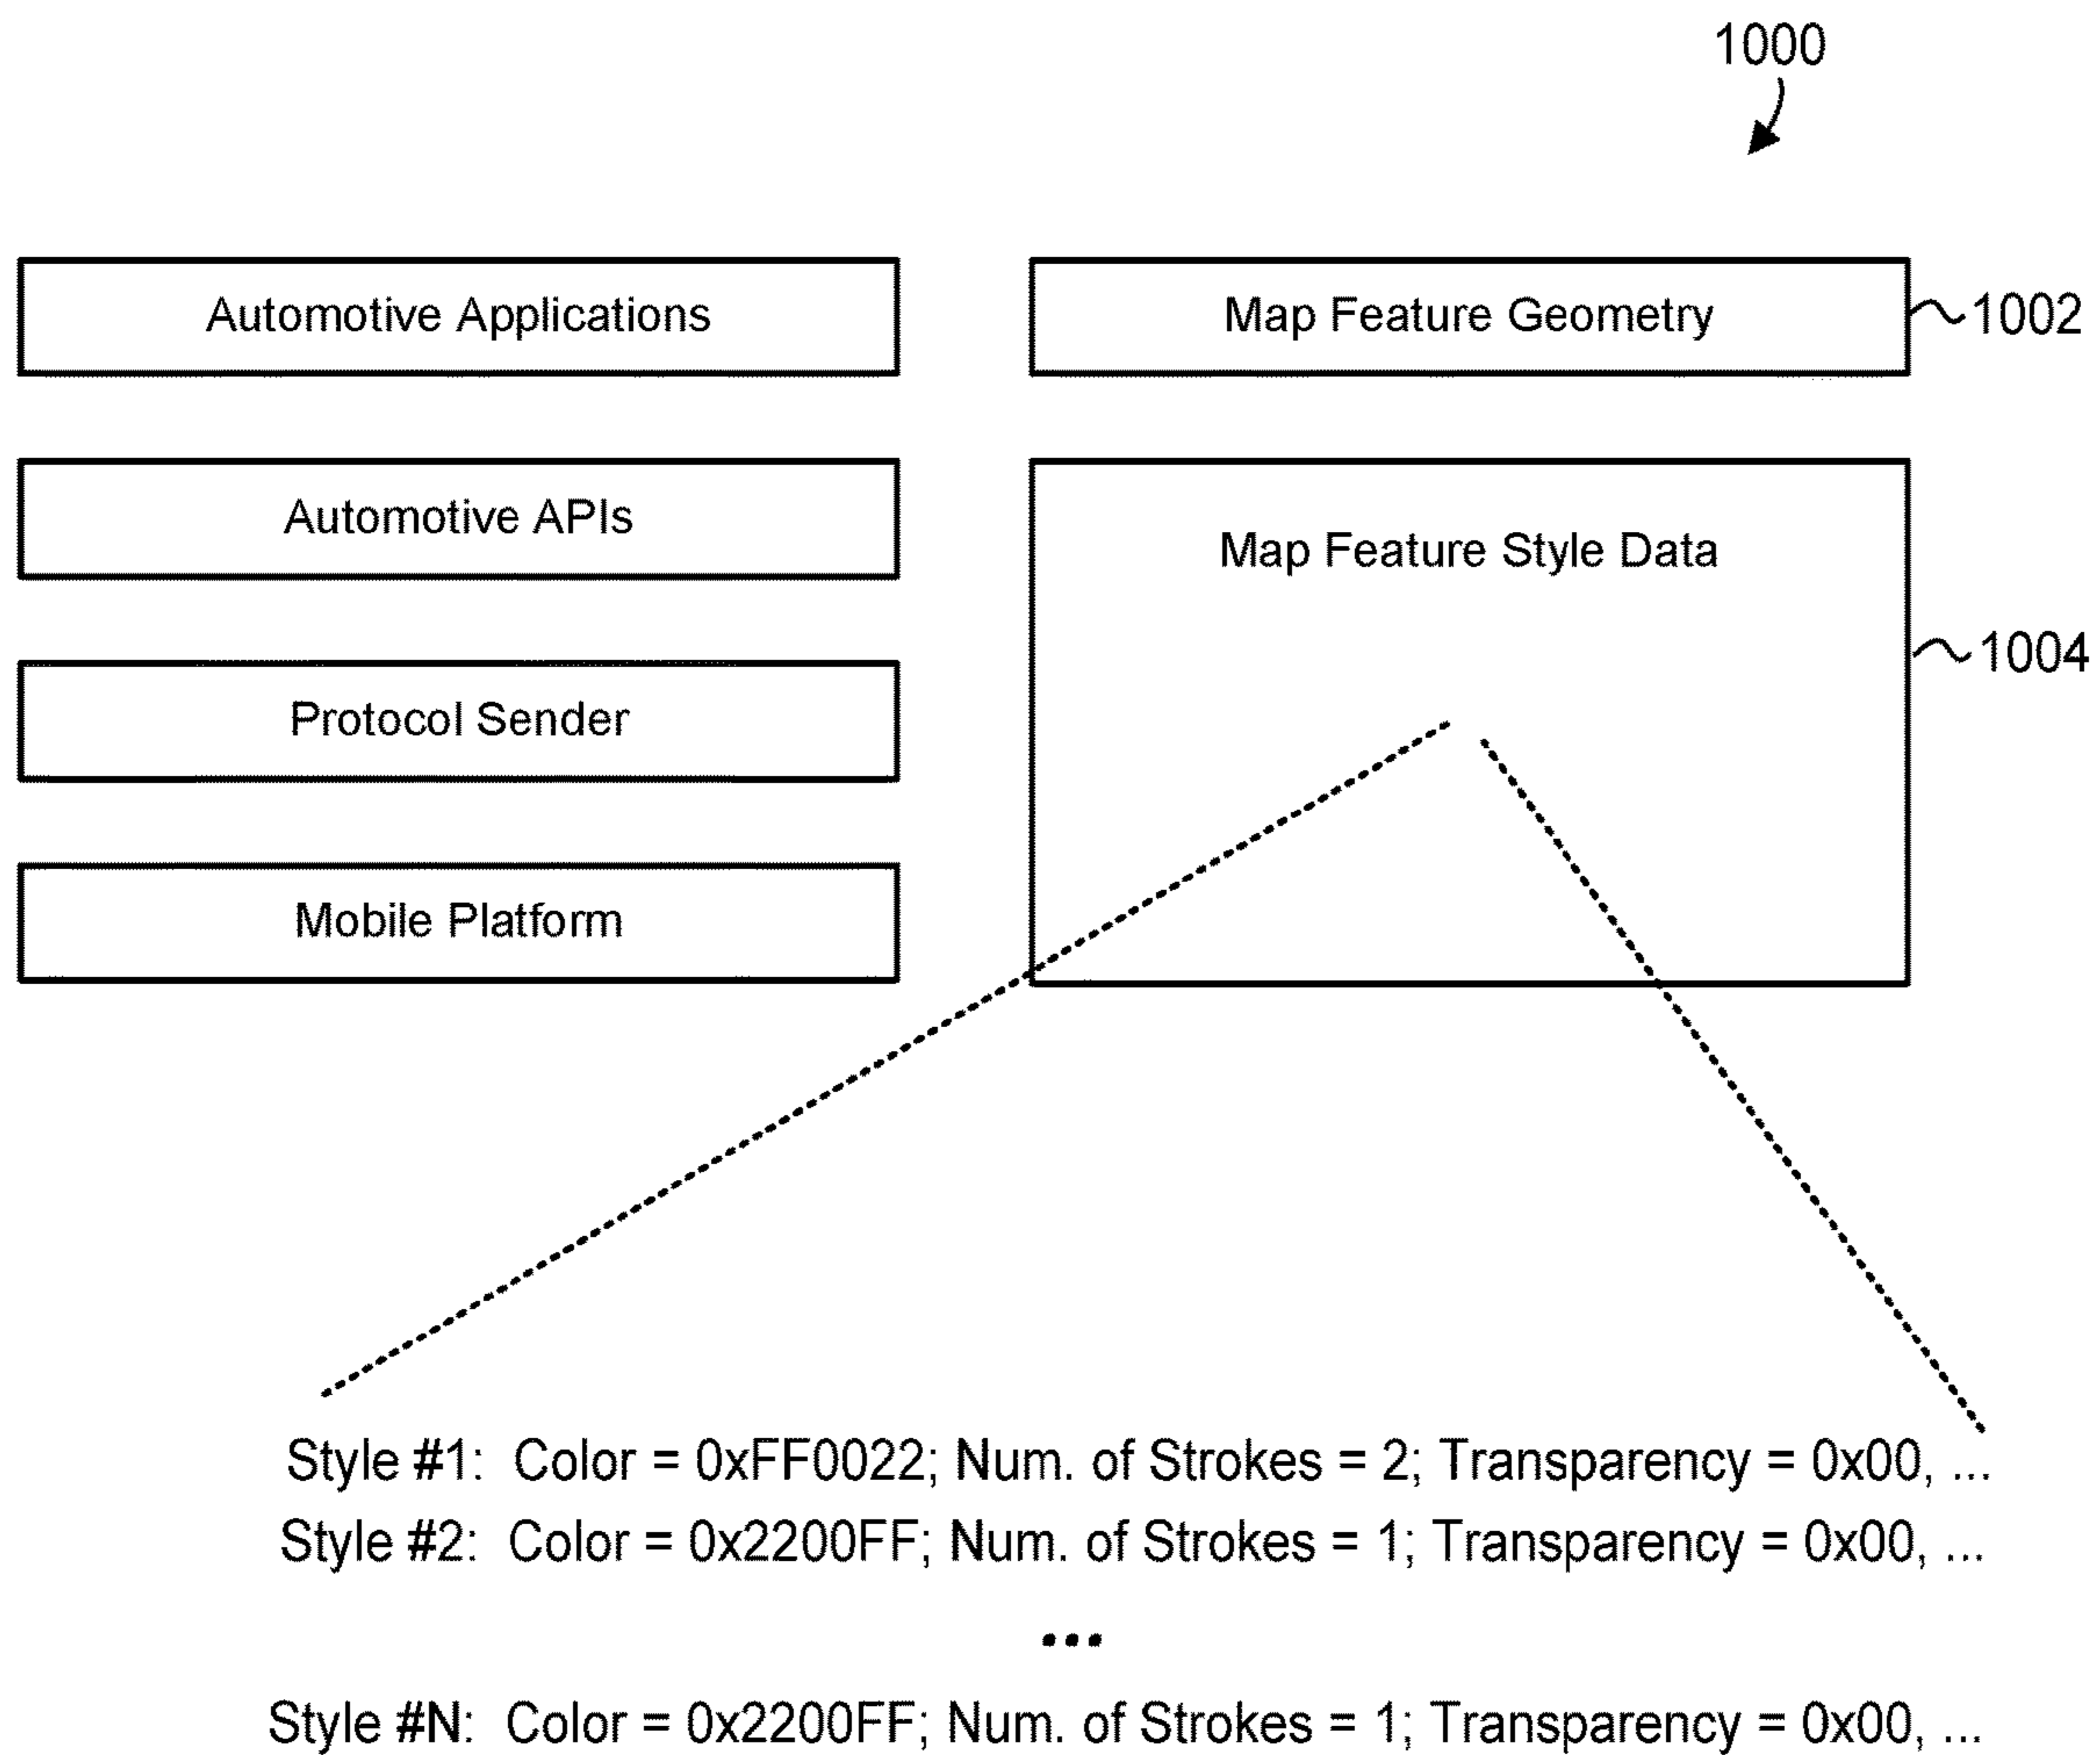 1000
Automotive Applications
Map Feature Geometry
1002
Automotive APIs
Map Feature Style Data
1004
Protocol Sender
Mobile Platform
Style #1: Color = 0xFF0022; Num. of Strokes = 2; Transparency = 0x00, ...
Style #2: Color = 0x2200FF; Num. of Strokes = 1; Transparency = 0x00, ...
...
Style #N: Color = 0x2200FF; Num. of Strokes = 1; Transparency = 0x00, ...